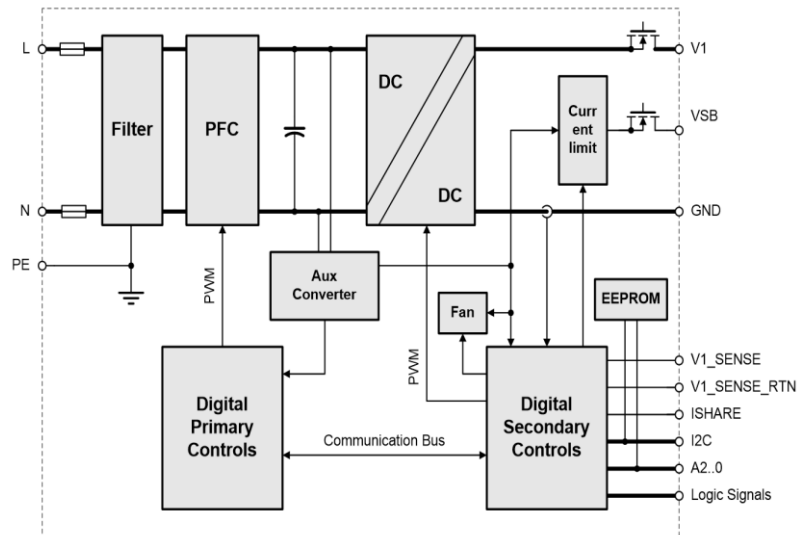 L
V1
DC
Filter
PFC
Curr
ent
limit
VSB
DC
N
GND
PE
PWM
Aux
Converter
PWM
Fan
EEPROM
Digital
Primary
Controls
Communication Bus
Digital
Secondary
Controls
V1_SENSE
V1_SENSE_RTN
ISHARE
I2C
A2..0
Logic Signals